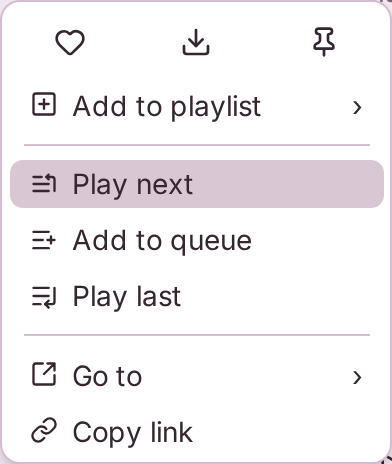 Add to playlist
Play next
Add to queue
Play last
Go to
Copy link